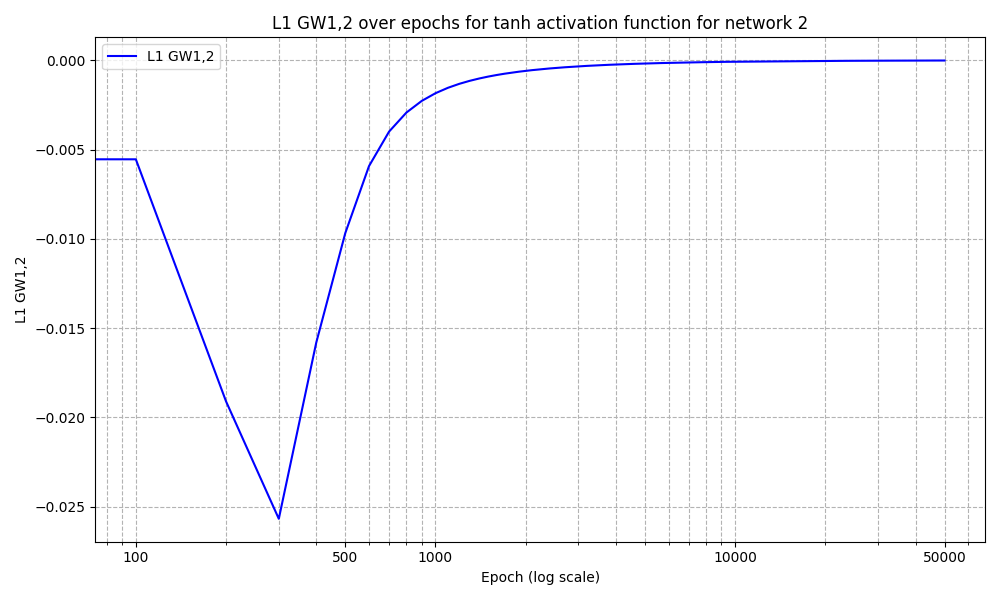 L1 GW1,2 over epochs for tanh activation function for network 2
L1 GW1,2
0.000
−0.005
−0.010
−0.015
−0.020
−0.025
L1 GW1,2
100
500
1000
10000
50000
Epoch (log scale)